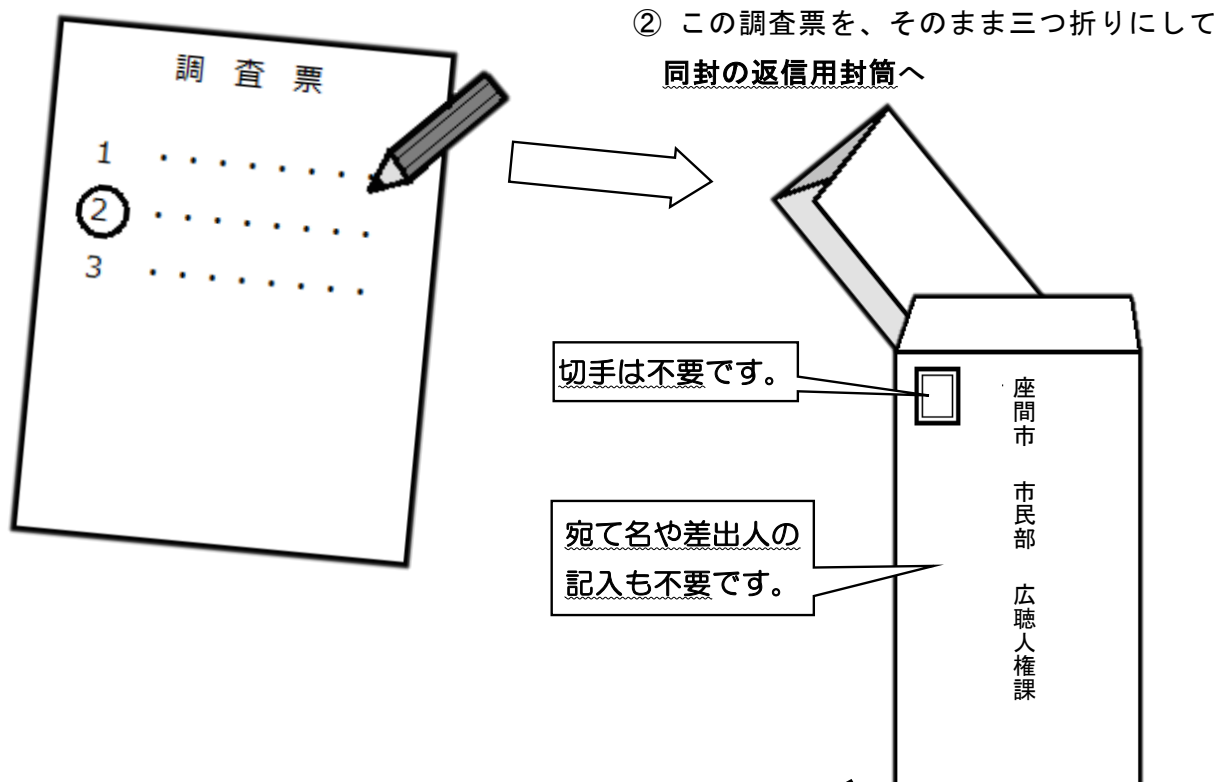 ② この調査票を、そのまま三つ折りにして
同封の返信用封筒へ
調 査 票
1 ・・・・・・・・
2 ・・・・・・・・
3 ・・・・・・・・
切手は不要です。
宛て名や差出人の
記入も不要です。
座間市 市民部 広聴人権課